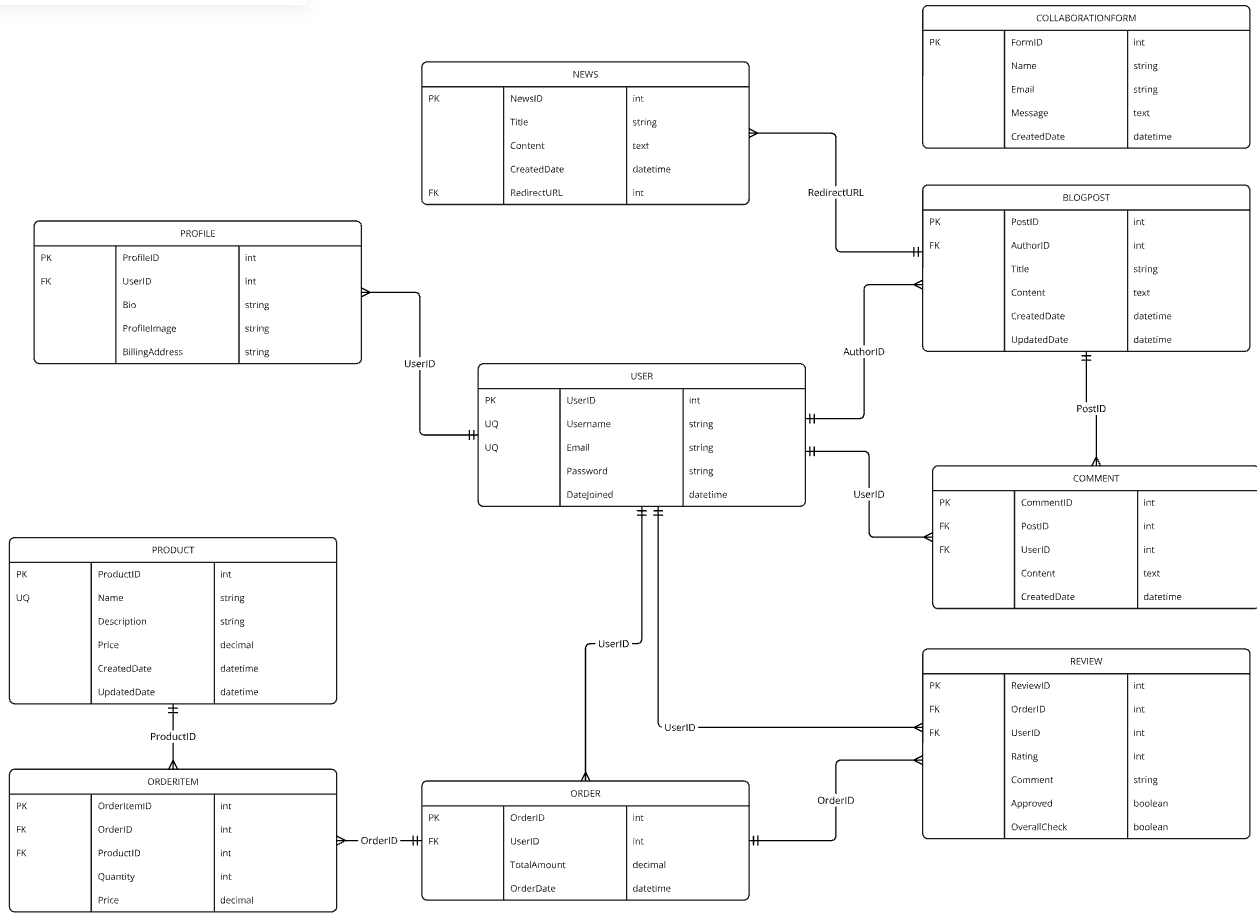 COLLABORATIONFORM
PK FormID int
Name string
Email string
Message text
CreatedDate datetime
NEWS
PK NewsID int
Title string
Content text
CreatedDate datetime
FK RedirectURL int
RedirectURL
BLOGPOST
PK PostID int
FK AuthorID int
Title string
Content text
CreatedDate datetime
UpdatedDate datetime
PROFILE
PK ProfileID int
FK UserID int
Bio string
ProfileImage string
BillingAddress string
UserID
AuthorID
USER
PK UserID int
UQ Username string
UQ Email string
Password string
DateJoined datetime
PostID
UserID
COMMENT
PK CommentID int
FK PostID int
FK UserID int
Content text
CreatedDate datetime
PRODUCT
PK ProductID int
UQ Name string
Description string
Price decimal
CreatedDate datetime
UpdatedDate datetime
ProductID
UserID
UserID
REVIEW
PK ReviewID int
FK OrderID int
FK UserID int
Rating int
Comment string
Approved boolean
OverallCheck boolean
ORDERITEM
PK OrderItemID int
FK OrderID int
FK ProductID int
Quantity int
Price decimal
OrderID
ORDER
PK OrderID int
FK UserID int
TotalAmount decimal
OrderDate datetime
OrderID